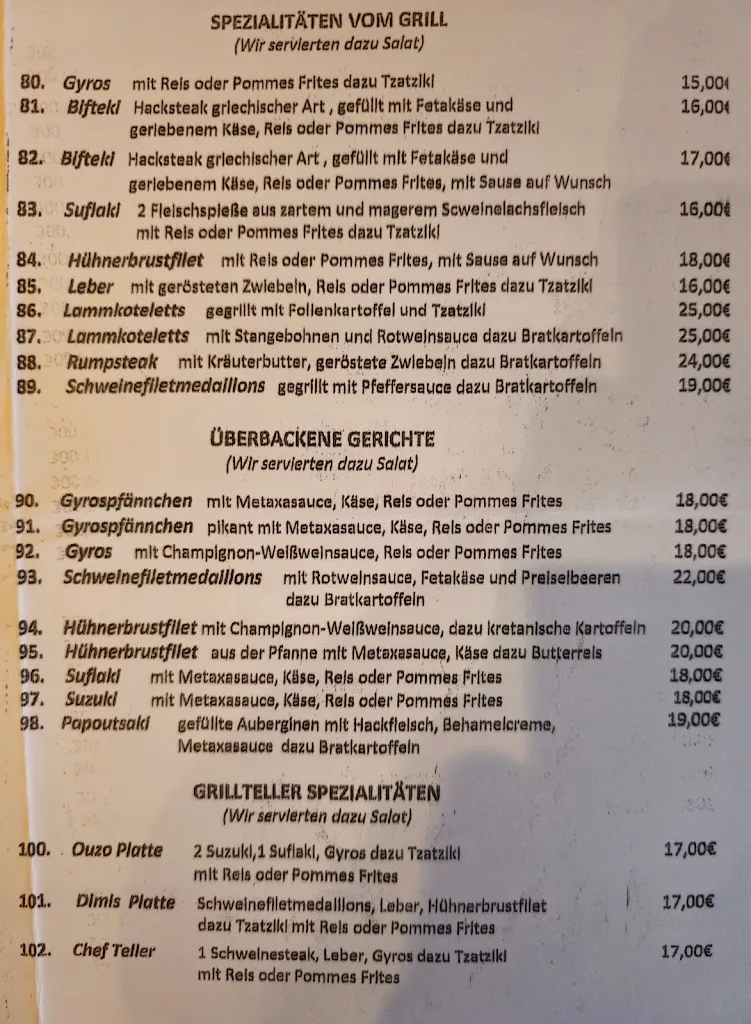 SPEZIALITÄTEN VOM GRILL
(Wir servierten dazu Salat)
80. Gyros mit Reis oder Pommes Frites dazu Tzatziki 15,00€
81. Bifteki Hacksteak griechischer Art , gefüllt mit Fetakäse und 16,00€
geriebenem Käse, Reis oder Pommes Frites dazu Tzatziki
82. Bifteki Hacksteak griechischer Art , gefüllt mit Fetakäse und 17,00€
geriebenem Käse, Reis oder Pommes Frites, mit Sause auf Wunsch
83. Suflaki 2 Fleischspieße aus zartem und magerem Scweinelachsfleisch 16,00€
mit Reis oder Pommes Frites dazu Tzatziki
84. Hühnerbrustfilet mit Reis oder Pommes Frites, mit Sause auf Wunsch 18,00€
85. Leber mit gerösteten Zwiebeln, Reis oder Pommes Frites dazu Tzatziki 16,00€
86. Lammkoteletts gegrillt mit Folienkartoffel und Tzatziki 25,00€
87. Lammkoteletts mit Stangebohnen und Rotweinsauce dazu Bratkartoffeln 25,00€
88. Rumpsteak mit Kräuterbutter, geröstete Zwiebeln dazu Bratkartoffeln 24,00€
89. Schweinefiletmedaillons gegrillt mit Pfeffersauce dazu Bratkartoffeln 19,00€
ÜBERBACKENE GERICHTE
(Wir servierten dazu Salat)
90. Gyrospfännchen mit Metaxasauce, Käse, Reis oder Pommes Frites 18,00€
91. Gyrospfännchen pikant mit Metaxasauce, Käse, Reis oder Pommes Frites 18,00€
92. Gyros mit Champignon-Weißweinsauce, Reis oder Pommes Frites 18,00€
93. Schweinefiletmedaillons mit Rotweinsauce, Fetakäse und Preiselbeeren 22,00€
dazu Bratkartoffeln
94. Hühnerbrustfilet mit Champignon-Weißweinsauce, dazu kretanische Kartoffeln 20,00€
95. Hühnerbrustfilet aus der Pfanne mit Metaxasauce, Käse dazu Butterreis 20,00€
96. Suflaki mit Metaxasauce, Käse, Reis oder Pommes Frites 18,00€
97. Suzuki mit Metaxasauce, Käse, Reis oder Pommes Frites 18,00€
98. Papoutsaki gefüllte Auberginen mit Hackfleisch, Behamelcreme, 19,00€
Metaxasauce dazu Bratkartoffeln
GRILLTELLER SPEZIALITÄTEN
(Wir servierten dazu Salat)
100. Ouzo Platte 2 Suzuki,1 Suflaki, Gyros dazu Tzatziki 17,00€
mit Reis oder Pommes Frites
101. Dimis Platte Schweinefiletmedaillons, Leber, Hühnerbrustfilet 17,00€
dazu Tzatziki mit Reis oder Pommes Frites
102. Chef Teller 1 Schweinesteak, Leber, Gyros dazu Tzatziki 17,00€
mit Reis oder Pommes Frites